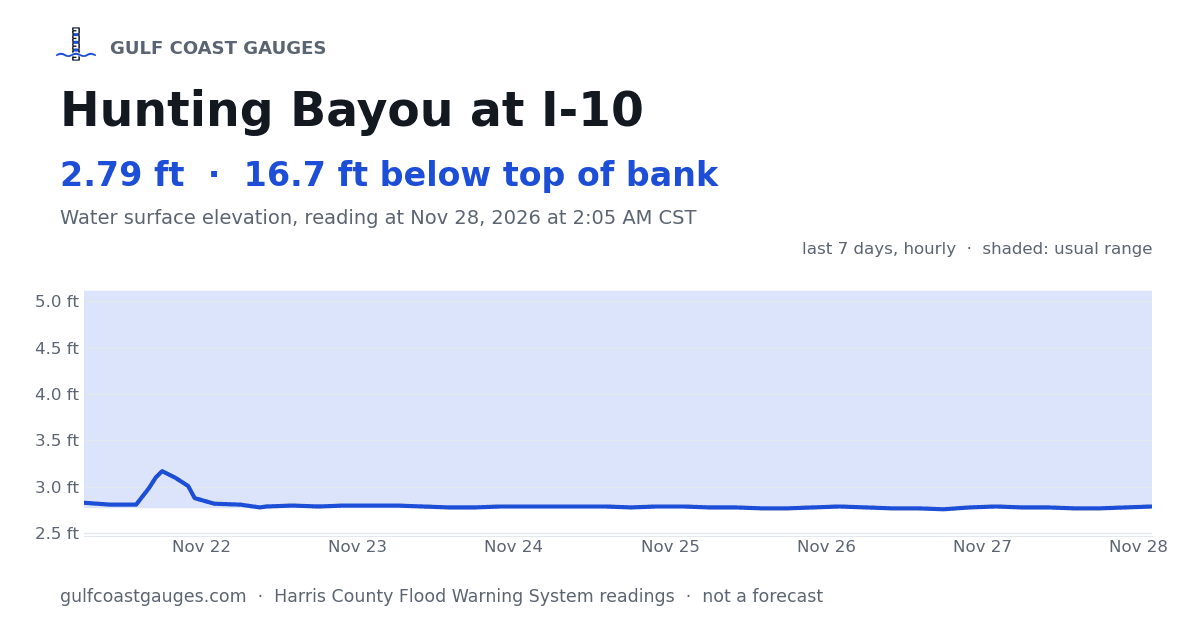 GULF COAST GAUGES
Hunting Bayou at I-10
2.79 ft · 16.7 ft below top of bank
Water surface elevation, reading at Nov 28, 2026 at 2:05 AM CST
last 7 days, hourly · shaded: usual range
5.0 ft
4.5 ft
4.0 ft
3.5 ft
3.0 ft
2.5 ft
Nov 22 Nov 23 Nov 24 Nov 25 Nov 26 Nov 27 Nov 28
gulfcoastgauges.com · Harris County Flood Warning System readings · not a forecast